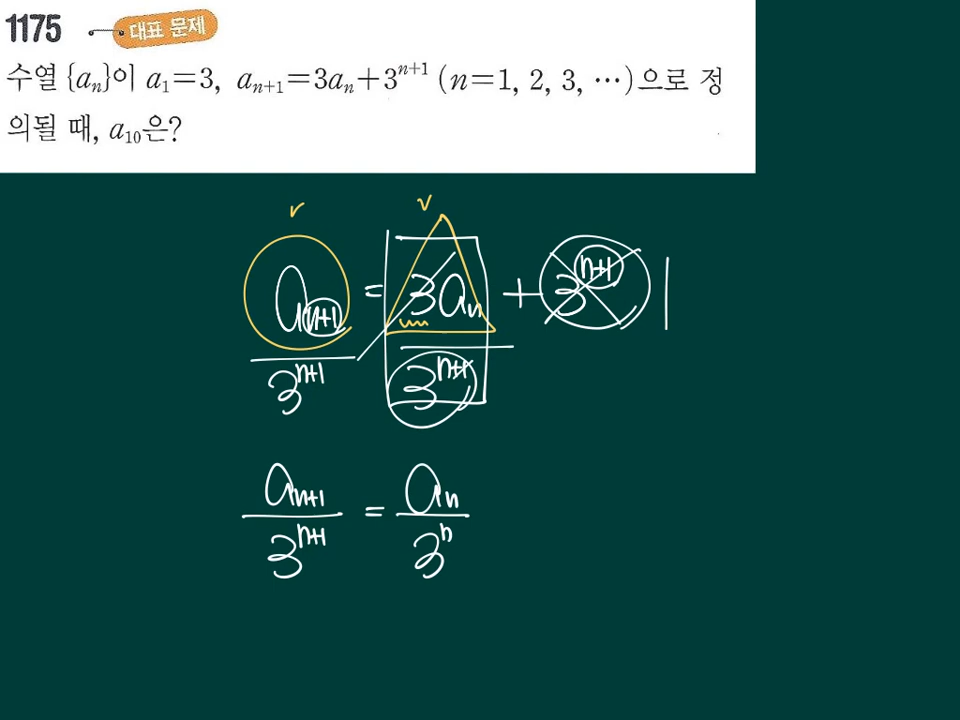 1175 대표 문제
수열 {aₙ}이 a₁=3, aₙ₊₁=3aₙ+3ⁿ⁺¹ (n=1, 2, 3, ⋯)으로 정
의될 때, a₁₀은?
r v
aₙ₊₁ = 3aₙ + 3ⁿ⁺¹ 1
3ⁿ⁺¹ 3ⁿ⁺¹
aₙ₊₁ = aₙ
3ⁿ⁺¹ 3ⁿ